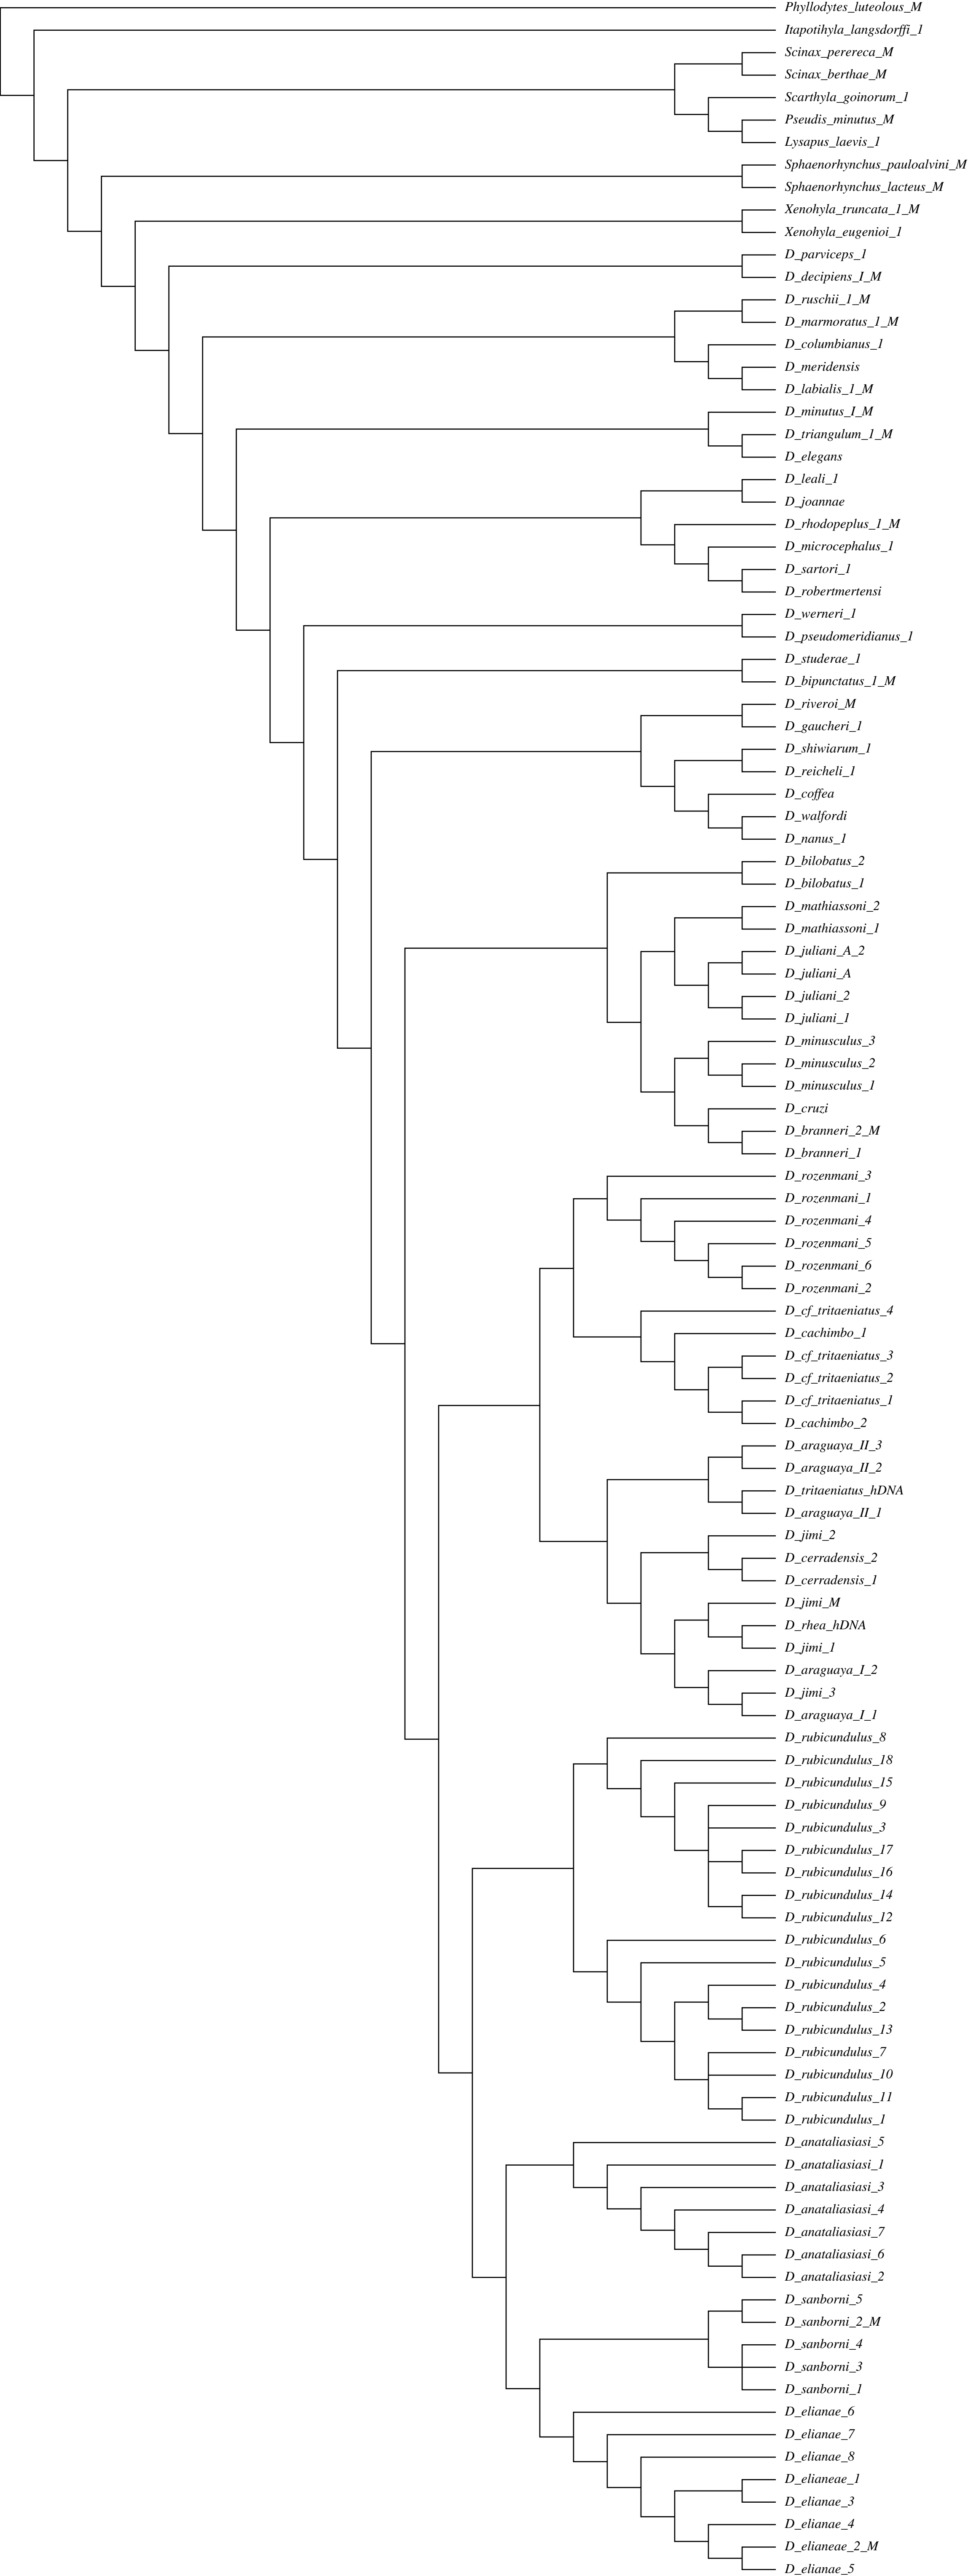 Phyllodytes_luteolous_M
Itapotihyla_langsdorffi_1
Scinax_perereca_M
Scinax_berthae_M
Scarthyla_goinorum_1
Pseudis_minutus_M
Lysapus_laevis_1
Sphaenorhynchus_pauloalvini_M
Sphaenorhynchus_lacteus_M
Xenohyla_truncata_1_M
Xenohyla_eugenioi_1
D_parviceps_1
D_decipiens_I_M
D_ruschii_1_M
D_marmoratus_1_M
D_columbianus_1
D_meridensis
D_labialis_1_M
D_minutus_I_M
D_triangulum_1_M
D_elegans
D_leali_1
D_joannae
D_rhodopeplus_1_M
D_microcephalus_1
D_sartori_1
D_robertmertensi
D_werneri_1
D_pseudomeridianus_1
D_studerae_1
D_bipunctatus_1_M
D_riveroi_M
D_gaucheri_1
D_shiwiarum_1
D_reicheli_1
D_coffea
D_walfordi
D_nanus_1
D_bilobatus_2
D_bilobatus_1
D_mathiassoni_2
D_mathiassoni_1
D_juliani_A_2
D_juliani_A
D_juliani_2
D_juliani_1
D_minusculus_3
D_minusculus_2
D_minusculus_1
D_cruzi
D_branneri_2_M
D_branneri_1
D_rozenmani_3
D_rozenmani_1
D_rozenmani_4
D_rozenmani_5
D_rozenmani_6
D_rozenmani_2
D_cf_tritaeniatus_4
D_cachimbo_1
D_cf_tritaeniatus_3
D_cf_tritaeniatus_2
D_cf_tritaeniatus_1
D_cachimbo_2
D_araguaya_II_3
D_araguaya_II_2
D_tritaeniatus_hDNA
D_araguaya_II_1
D_jimi_2
D_cerradensis_2
D_cerradensis_1
D_jimi_M
D_rhea_hDNA
D_jimi_1
D_araguaya_I_2
D_jimi_3
D_araguaya_I_1
D_rubicundulus_8
D_rubicundulus_18
D_rubicundulus_15
D_rubicundulus_9
D_rubicundulus_3
D_rubicundulus_17
D_rubicundulus_16
D_rubicundulus_14
D_rubicundulus_12
D_rubicundulus_6
D_rubicundulus_5
D_rubicundulus_4
D_rubicundulus_2
D_rubicundulus_13
D_rubicundulus_7
D_rubicundulus_10
D_rubicundulus_11
D_rubicundulus_1
D_anataliasiasi_5
D_anataliasiasi_1
D_anataliasiasi_3
D_anataliasiasi_4
D_anataliasiasi_7
D_anataliasiasi_6
D_anataliasiasi_2
D_sanborni_5
D_sanborni_2_M
D_sanborni_4
D_sanborni_3
D_sanborni_1
D_elianae_6
D_elianae_7
D_elianae_8
D_elianeae_1
D_elianae_3
D_elianae_4
D_elianeae_2_M
D_elianae_5